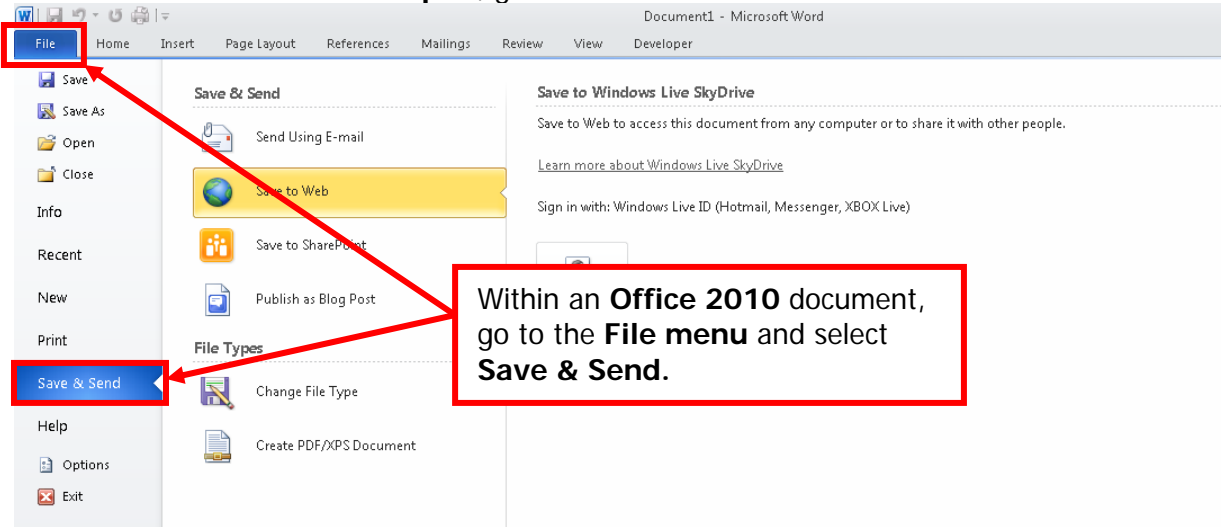 Document1 - Microsoft Word
File Home Insert Page Layout References Mailings Review View Developer
Save
Save As
Open
Close
Info
Recent
New
Print
Save & Send
Help
Options
Exit
Save & Send
Send Using E-mail
Save to Web
Save to SharePoint
Publish as Blog Post
File Types
Change File Type
Create PDF/XPS Document
Save to Windows Live SkyDrive
Save to Web to access this document from any computer or to share it with other people.
Learn more about Windows Live SkyDrive
Sign in with: Windows Live ID (Hotmail, Messenger, XBOX Live)
Within an Office 2010 document,
go to the File menu and select
Save & Send.